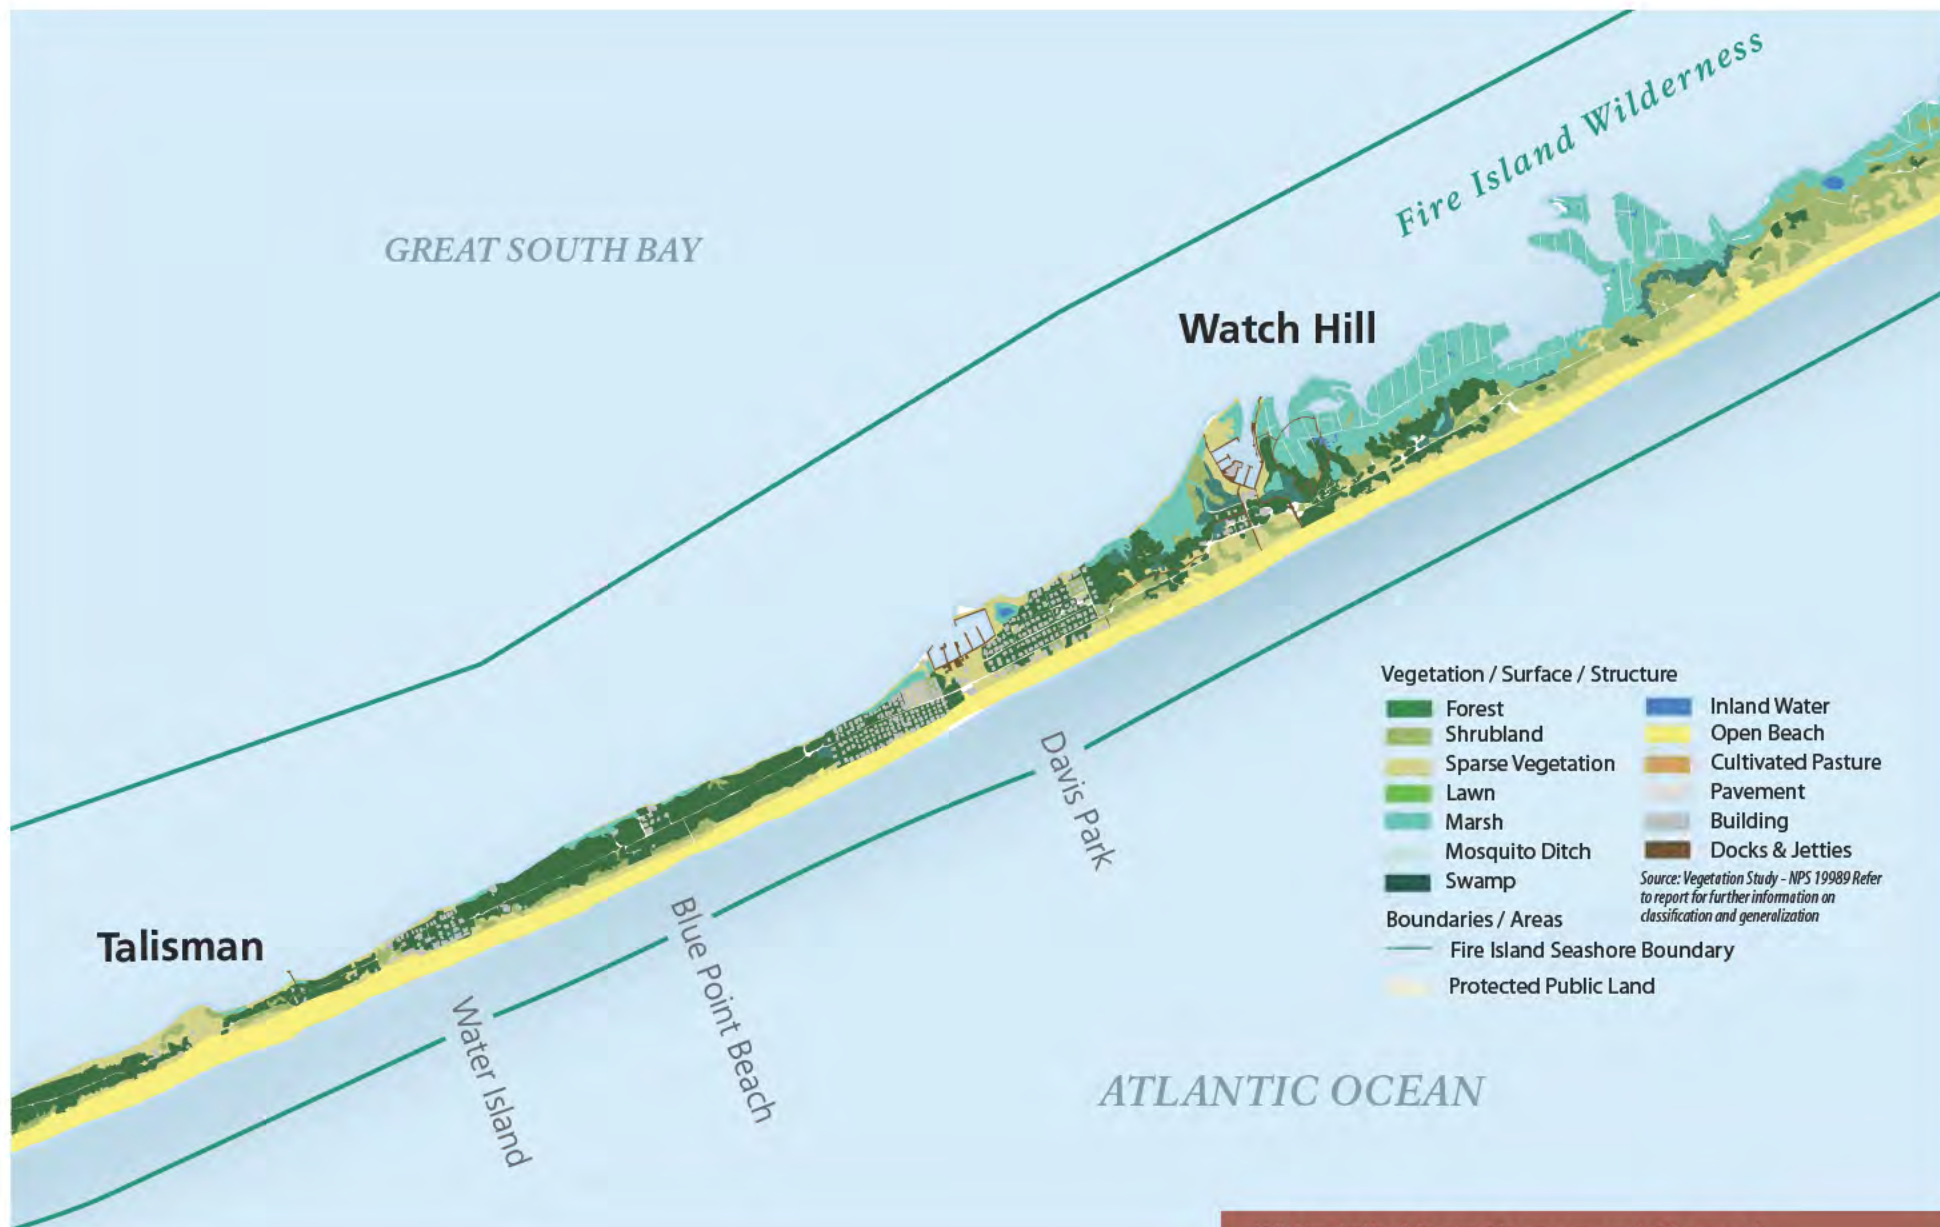 Fire Island Wilderness
GREAT SOUTH BAY
Watch Hill
Talisman
Davis Park
Blue Point Beach
Water Island
ATLANTIC OCEAN
Vegetation / Surface / Structure
Forest
Shrubland
Sparse Vegetation
Lawn
Marsh
Mosquito Ditch
Swamp
Inland Water
Open Beach
Cultivated Pasture
Pavement
Building
Docks & Jetties
Source: Vegetation Study - NPS 19989 Refer
to report for further information on
classification and generalization
Boundaries / Areas
Fire Island Seashore Boundary
Protected Public Land